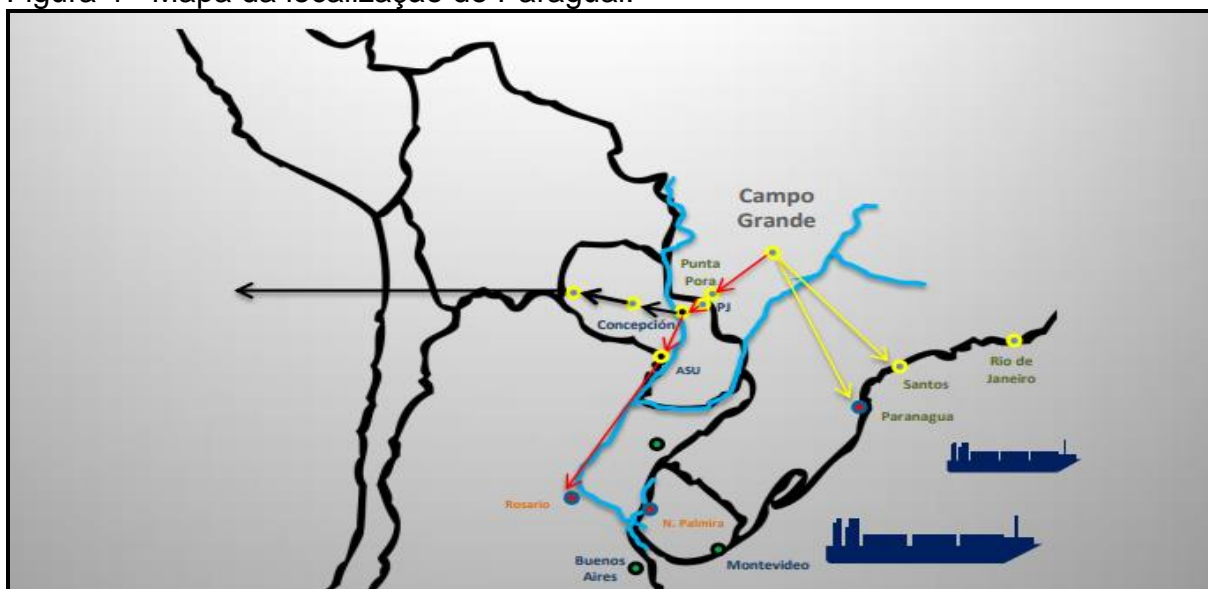 Figura 4 - Mapa da localização do Paraguai.
Campo
Grande
Punta
Pora
PJ
Concepción
ASU
Rio de
Janeiro
Santos
Paranagua
Rosario
N. Palmira
Buenos
Aires
Montevideo